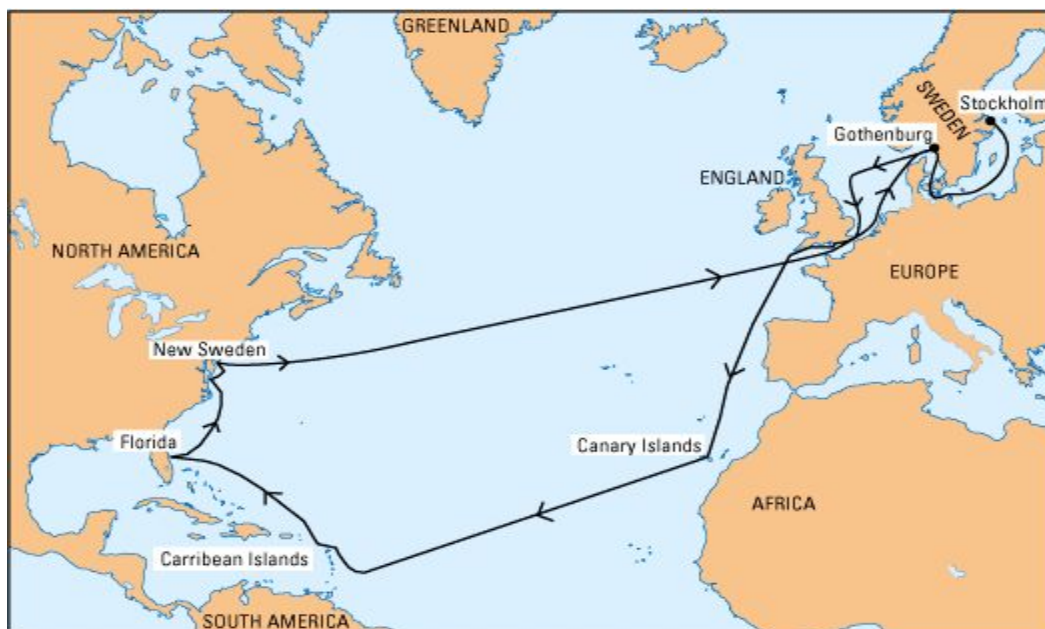 GREENLAND
SWEDEN
Stockholm
Gothenburg
ENGLAND
NORTH AMERICA
EUROPE
New Sweden
Florida
Canary Islands
AFRICA
Carribean Islands
SOUTH AMERICA